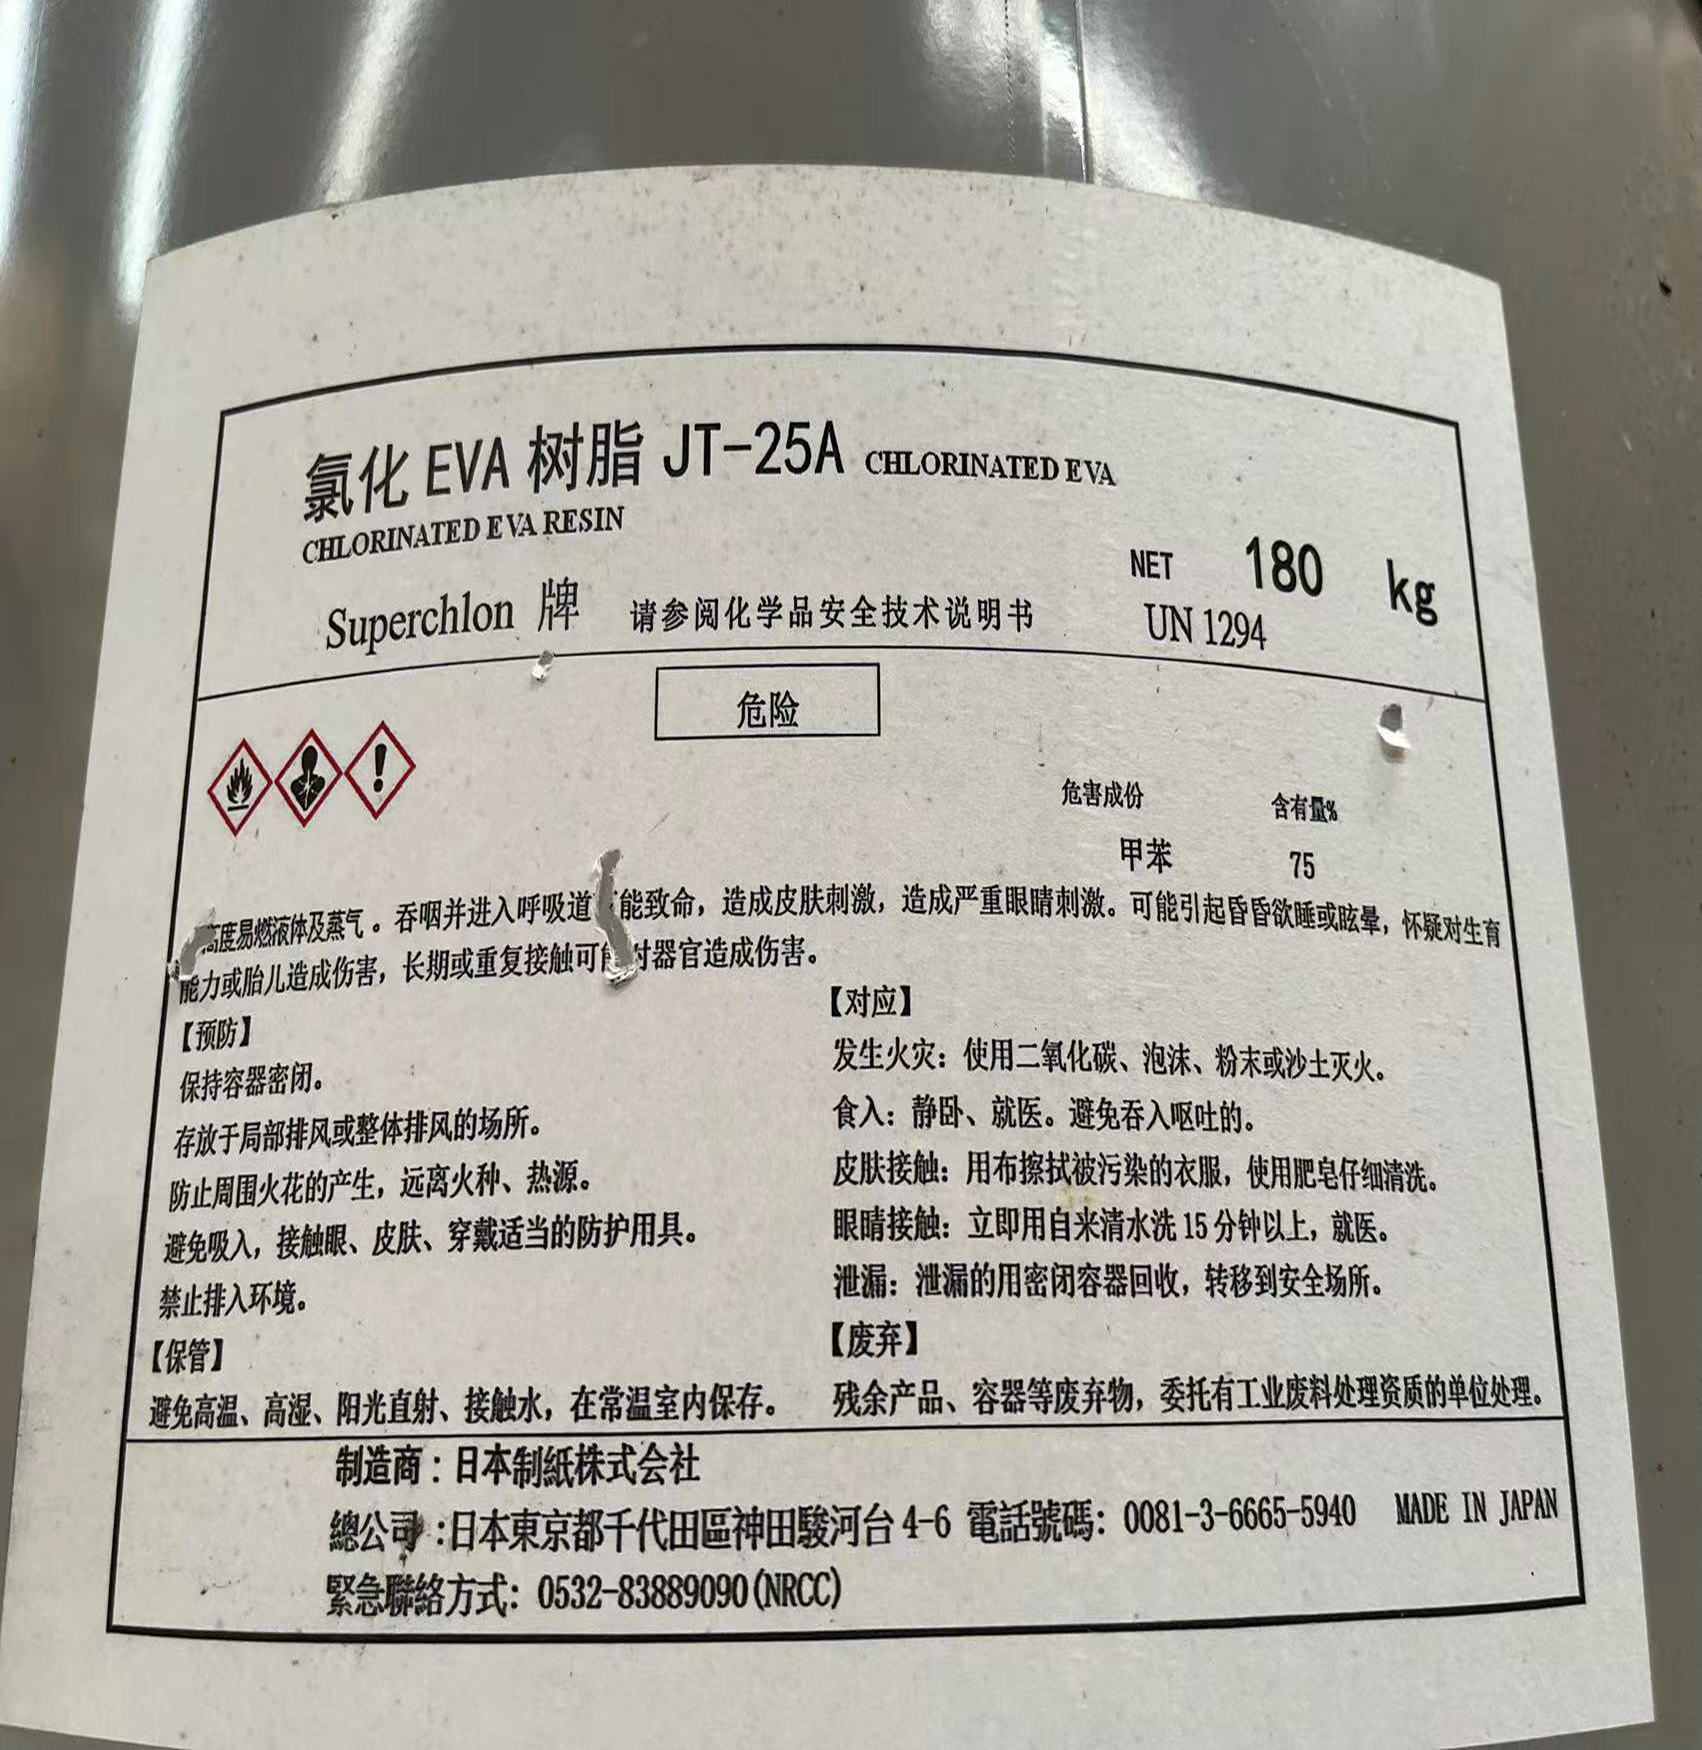 氯化 EVA 树脂 JT-25A CHLORINATED EVA
CHLORINATED EVA RESIN
NET 180 kg
Superchlon 牌 请参阅化学品安全技术说明书 UN 1294
危险
危害成份 含有量%
甲苯 75
高度易燃液体及蒸气。吞咽并进入呼吸道 能致命，造成皮肤刺激，造成严重眼睛刺激。可能引起昏昏欲睡或眩晕，怀疑对生育
能力或胎儿造成伤害，长期或重复接触可 对器官造成伤害。
【预防】
保持容器密闭。
存放于局部排风或整体排风的场所。
防止周围火花的产生，远离火种、热源。
避免吸入，接触眼、皮肤、穿戴适当的防护用具。
禁止排入环境。
【保管】
避免高温、高湿、阳光直射、接触水，在常温室内保存。
【对应】
发生火灾：使用二氧化碳、泡沫、粉末或沙土灭火。
食入：静卧、就医。避免吞入呕吐的。
皮肤接触：用布擦拭被污染的衣服，使用肥皂仔细清洗。
眼睛接触：立即用自来清水洗 15 分钟以上，就医。
泄漏：泄漏的用密闭容器回收，转移到安全场所。
【废弃】
残余产品、容器等废弃物，委托有工业废料处理资质的单位处理。
制造商：日本制紙株式会社
總公司：日本東京都千代田區神田駿河台 4-6 電話號碼：0081-3-6665-5940 MADE IN JAPAN
緊急聯絡方式：0532-83889090(NRCC)